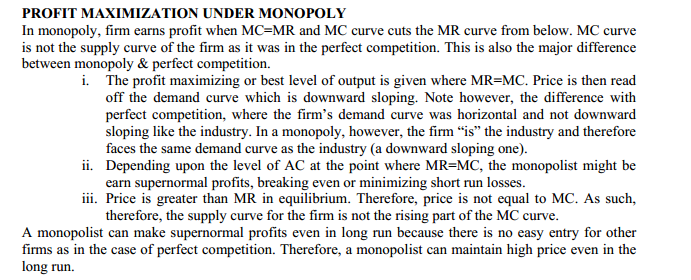 PROFIT MAXIMIZATION UNDER MONOPOLY
In monopoly, firm earns profit when MC=MR and MC curve cuts the MR curve from below. MC curve
is not the supply curve of the firm as it was in the perfect competition. This is also the major difference
between monopoly & perfect competition.
i. The profit maximizing or best level of output is given where MR=MC. Price is then read
off the demand curve which is downward sloping. Note however, the difference with
perfect competition, where the firm's demand curve was horizontal and not downward
sloping like the industry. In a monopoly, however, the firm “is” the industry and therefore
faces the same demand curve as the industry (a downward sloping one).
ii. Depending upon the level of AC at the point where MR=MC, the monopolist might be
earn supernormal profits, breaking even or minimizing short run losses.
iii. Price is greater than MR in equilibrium. Therefore, price is not equal to MC. As such,
therefore, the supply curve for the firm is not the rising part of the MC curve.
A monopolist can make supernormal profits even in long run because there is no easy entry for other
firms as in the case of perfect competition. Therefore, a monopolist can maintain high price even in the
long run.